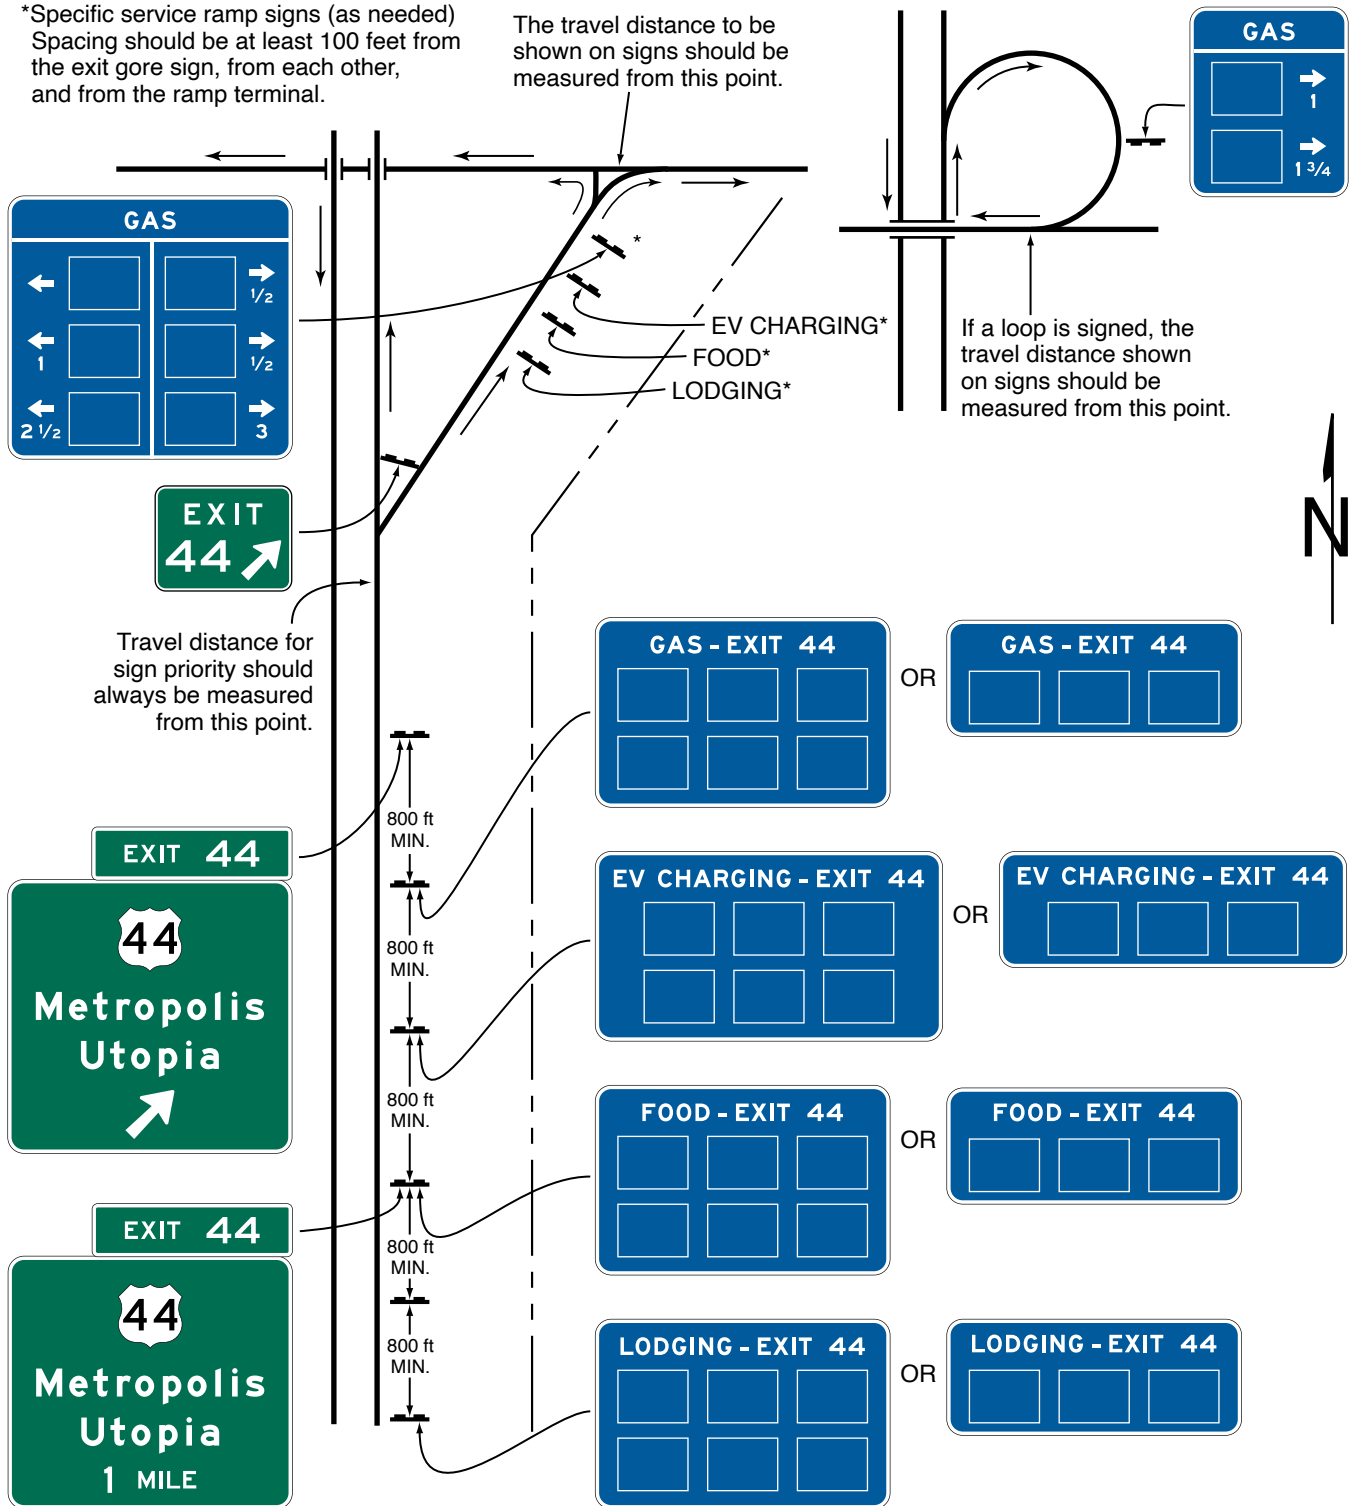 *Specific service ramp signs (as needed)
Spacing should be at least 100 feet from
the exit gore sign, from each other,
and from the ramp terminal.
The travel distance to be
shown on signs should be
measured from this point.
GAS
1
1 3/4
GAS
1/2
1
1/2
2 1/2
3
*
EV CHARGING*
FOOD*
LODGING*
If a loop is signed, the
travel distance shown
on signs should be
measured from this point.
N
EXIT
44
Travel distance for
sign priority should
always be measured
from this point.
GAS - EXIT 44
OR
GAS - EXIT 44
800 ft
MIN.
EXIT 44
44
Metropolis
Utopia
EV CHARGING - EXIT 44
OR
EV CHARGING - EXIT 44
800 ft
MIN.
800 ft
MIN.
FOOD - EXIT 44
OR
FOOD - EXIT 44
EXIT 44
44
Metropolis
Utopia
1 MILE
800 ft
MIN.
800 ft
MIN.
LODGING - EXIT 44
OR
LODGING - EXIT 44